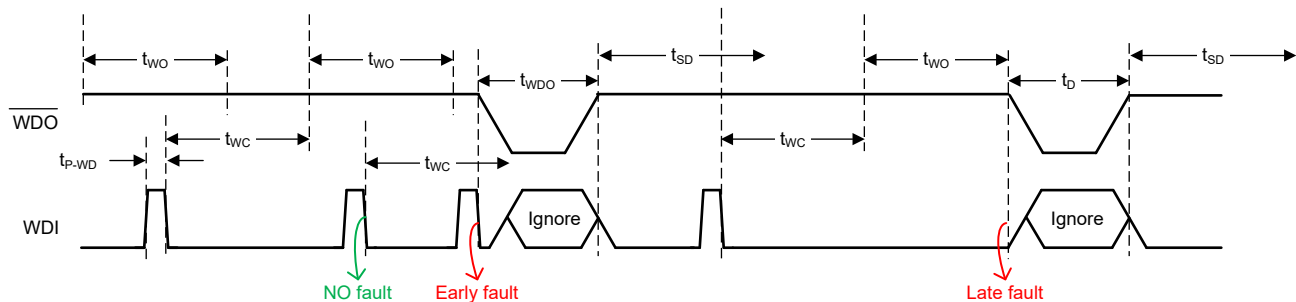 tWO
tWO
tWDO
tSD
tWO
tD
tSD
WDO
tWC
tWC
tWC
tP-WD
WDI
Ignore
Ignore
NO fault
Early fault
Late fault